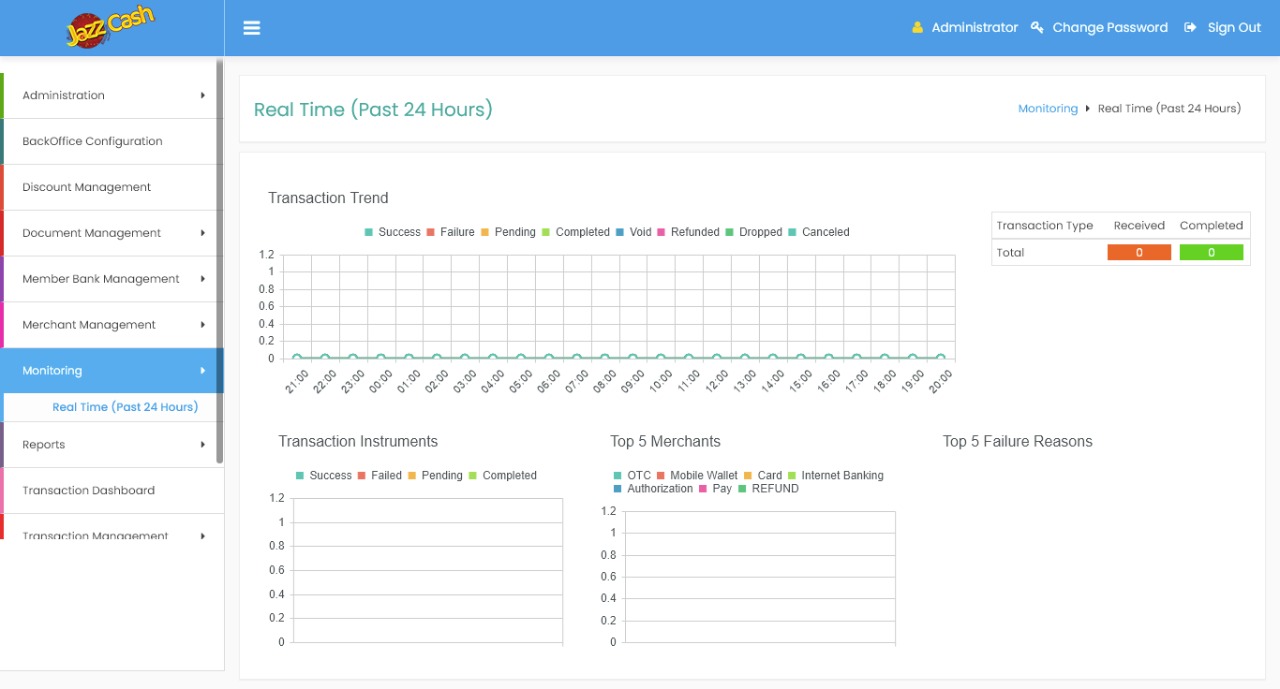 Jazz Cash
Administrator Change Password Sign Out
Administration
BackOffice Configuration
Discount Management
Document Management
Member Bank Management
Merchant Management
Monitoring
Real Time (Past 24 Hours)
Reports
Transaction Dashboard
Transaction Management
Real Time (Past 24 Hours)
Monitoring Real Time (Past 24 Hours)
Transaction Trend
Success Failure Pending Completed Void Refunded Dropped Canceled
1.2
1
0.8
0.6
0.4
0.2
0
21:00 22:00 23:00 00:00 01:00 02:00 03:00 04:00 05:00 06:00 07:00 08:00 09:00 10:00 11:00 12:00 13:00 14:00 15:00 16:00 17:00 18:00 19:00 20:00
Transaction Type Received Completed
Total 0 0
Transaction Instruments
Success Failed Pending Completed
1.2
1
0.8
0.6
0.4
0.2
0
Top 5 Merchants
OTC Mobile Wallet Card Internet Banking
Authorization Pay REFUND
1.2
1
0.8
0.6
0.4
0.2
0
Top 5 Failure Reasons